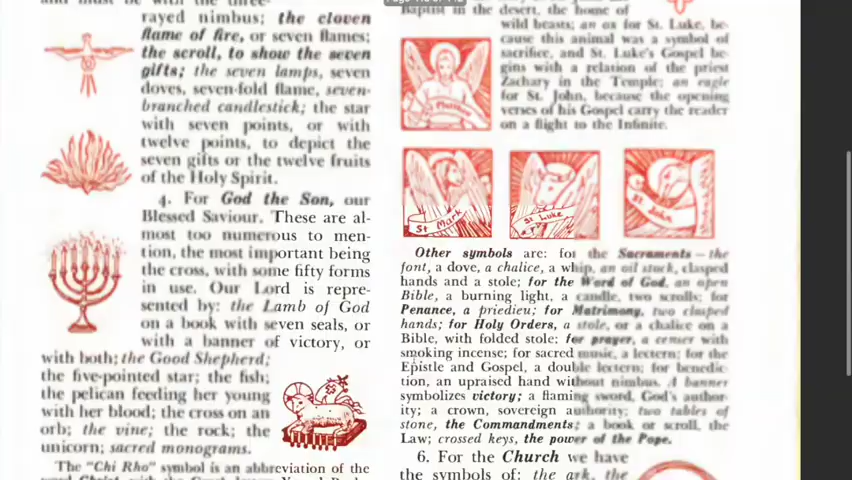 rayed nimbus; the cloven
flame of fire, or seven flames;
the scroll, to show the seven
gifts; the seven lamps, seven
doves, seven-fold flame, seven-
branched candlestick; the star
with seven points, or with
twelve points, to depict the
seven gifts or the twelve fruits
of the Holy Spirit.
4. For God the Son, our
Blessed Saviour. These are al-
most too numerous to men-
tion, the most important being
the cross, with some fifty forms
in use. Our Lord is repre-
sented by: the Lamb of God
on a book with seven seals, or
with a banner of victory, or
with both; the Good Shepherd;
the five-pointed star; the fish;
the pelican feeding her young
with her blood; the cross on an
orb; the vine; the rock; the
unicorn; sacred monograms.
The "Chi Rho" symbol is an abbreviation of the
Baptist in the desert, the home of
wild beasts; an ox for St. Luke, be-
cause this animal was a symbol of
sacrifice, and St. Luke's Gospel be-
gins with a relation of the priest
Zachary in the Temple; an eagle
for St. John, because the opening
verses of his Gospel carry the reader
on a flight to the Infinite.
St Mark
St. Luke
St. John
Other symbols are: for the Sacraments — the
font, a dove, a chalice, a whip, an oil stock, clasped
hands and a stole; for the Word of God, an open
Bible, a burning light, a candle, two scrolls; for
Penance, a priedieu; for Matrimony, two clasped
hands; for Holy Orders, a stole, or a chalice on a
Bible, with folded stole; for prayer, a censer with
smoking incense; for sacred music, a lectern; for the
Epistle and Gospel, a double lectern; for benedic-
tion, an upraised hand without nimbus. A banner
symbolizes victory; a flaming sword, God's author-
ity; a crown, sovereign authority; two tables of
stone, the Commandments; a book or scroll, the
Law; crossed keys, the power of the Pope.
6. For the Church we have
the symbols of: the ark, the